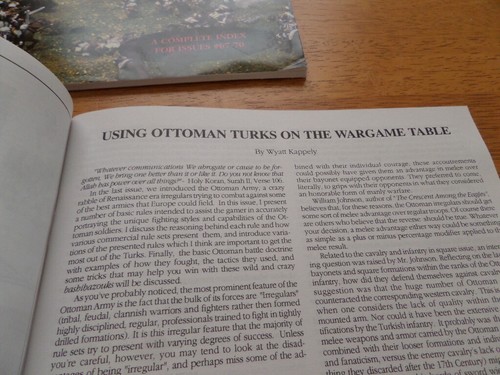 A COMPLETE INDEX
FOR ISSUES
USING OTTOMAN TURKS ON THE WARGAME TABLE
By Wyatt Kappely
"Whatever communications We abrogate or cause to be for-
gotten, We bring one better than it or like it. Do you not know that
Allah has power over all things?". Holy Koran, Surah II, Verse 106.
In the last issue, we introduced the Ottoman Army, a crazy
rabble of Renaissance-era irregulars trying to combat against some
of the best armies that Europe could field. In this issue, I present
a number of basic rules intended to assist the gamer in accurately
portraying the unique fighting styles and capabilities of the Ot-
toman soldiers. I discuss the reasoning behind each rule and how
various commercial rule sets present them, and introduce varia-
tions of the presented rules which I think are important to get the
most out of the Turks. Finally, the basic Ottoman battle doctrine
with examples of how they fought, the tactics they used, and
some tricks that may help you win with these wild and crazy
bashibazouks will be discussed.
As you've probably noticed, the most prominent feature of the
Ottoman Army is the fact that the bulk of its forces are "Irregular"
(tribal, feudal, clannish warriors and fighters rather then formed
highly disciplined, regular, professionals trained to fight in tightly
drilled formations). It is this irregular feature that the majority of
rule sets try to present with varying degrees of success. Unless
you're careful, however, you may tend to look at the disad-
of being "irregular", and perhaps miss some of the ad-
bined with their individual courage, these accoutrements
could possibly have given them an advantage in melee over
their bayonet equipped opponents. They preferred to come,
literally, to grips with their opponents in what they considered
an honorable form of manly warfare.
William Johnson, author of "The Crescent Among the Eagles",
believes that, for these reasons, the Ottoman irregulars should get
some sort of melee advantage over irregular troops. Of course there
are others who believe that the reverse should be true. Whatever
your decision, a melee advantage either way could be something
as simple as a plus or minus percentage modifier applied to the
melee result.
Related to the cavalry and infantry in square issue, an
ing question was raised by Mr. Johnson. Reflecting on the
bayonets and square formations within the ranks of the
infantry, how did they defend themselves against
suggestion was that the huge number of Ottoman
counteracted the corresponding western cavalry. This
when one considers the lack of quality within the
mounted arm. Nor could it have been the extensive
tifications by the Turkish infantry. It probably was the
melee weapons and armor carried by the Ottoman
combined with their looser formations and
and fanaticism, versus the enemy cavalry's lack of
they discarded after the 17th Century)